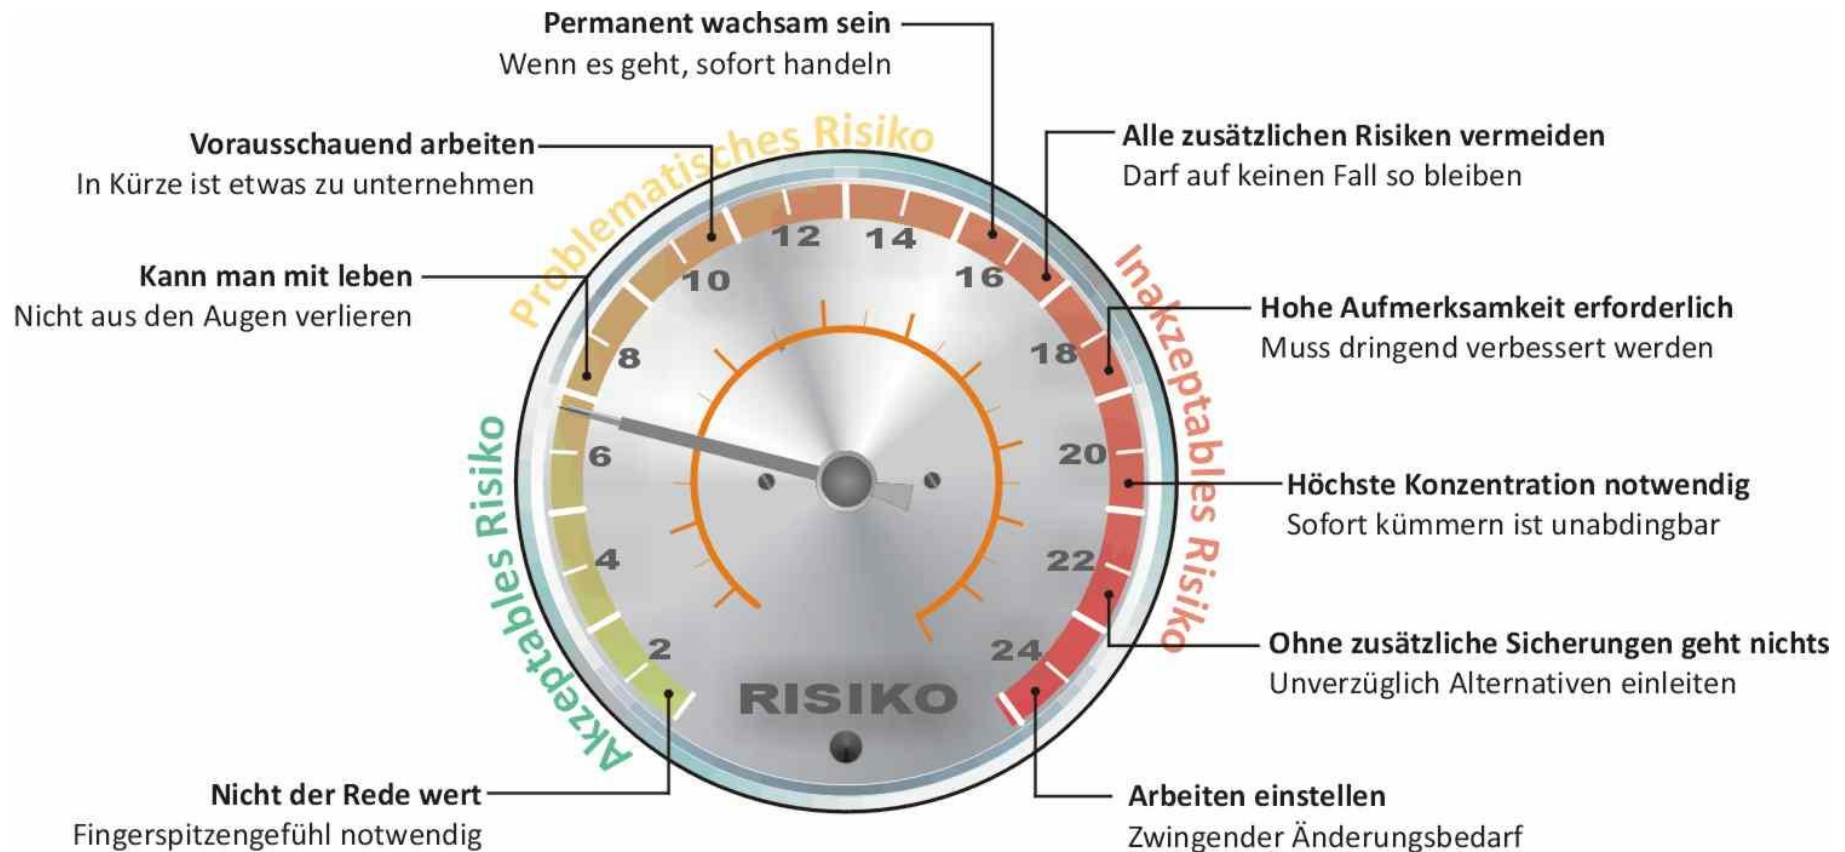 Permanent wachsam sein
Wenn es geht, sofort handeln
Vorausschauend arbeiten
In Kürze ist etwas zu unternehmen
Kann man mit leben
Nicht aus den Augen verlieren
Nicht der Rede wert
Fingerspitzengefühl notwendig
Akzeptables Risiko
Problematisches Risiko
Inakzeptables Risiko
2
4
6
8
10
12
14
16
18
20
22
24
RISIKO
Alle zusätzlichen Risiken vermeiden
Darf auf keinen Fall so bleiben
Hohe Aufmerksamkeit erforderlich
Muss dringend verbessert werden
Höchste Konzentration notwendig
Sofort kümmern ist unabdingbar
Ohne zusätzliche Sicherungen geht nichts
Unverzüglich Alternativen einleiten
Arbeiten einstellen
Zwingender Änderungsbedarf